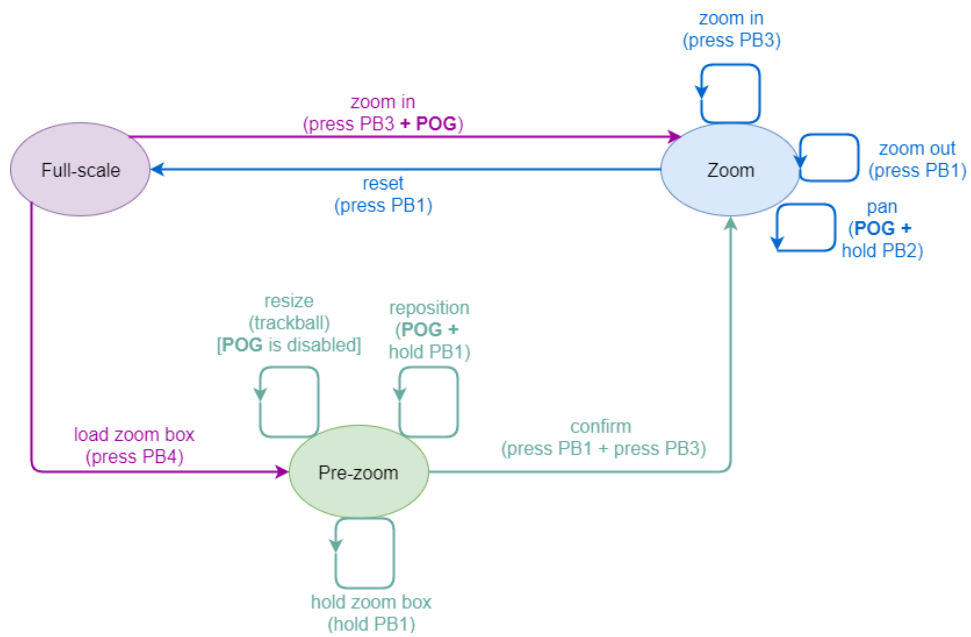 zoom in
(press PB3)
zoom in
(press PB3 + POG)
Full-scale
reset
(press PB1)
Zoom
zoom out
(press PB1)
pan
(POG +
hold PB2)
resize
(trackball)
[POG is disabled]
reposition
(POG +
hold PB1)
load zoom box
(press PB4)
Pre-zoom
confirm
(press PB1 + press PB3)
hold zoom box
(hold PB1)